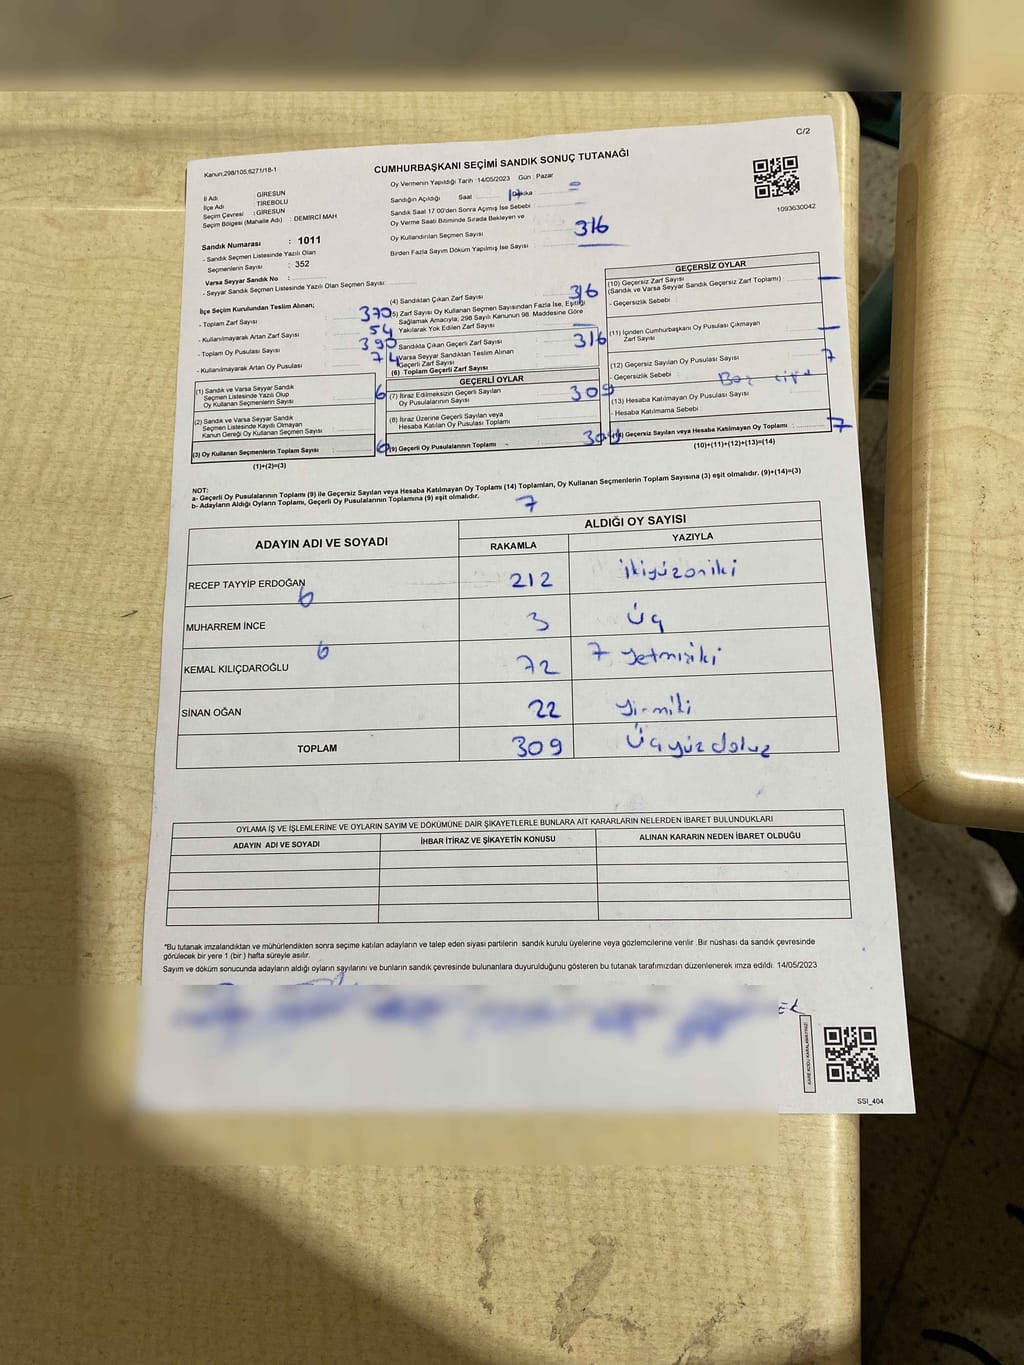 C/2
Kanun,298/105,6271/18-1
CUMHURBAŞKANI SEÇİMİ SANDIK SONUÇ TUTANAĞI
1093630042
İl Adı : GİRESUN
İlçe Adı : TİREBOLU
Seçim Çevresi : GİRESUN
Seçim Bölgesi (Mahalle Adı) : DEMİRCİ MAH
Sandık Numarası : 1011
- Sandık Seçmen Listesinde Yazılı Olan
Seçmenlerin Sayısı : 352
Varsa Seyyar Sandık No :
- Seyyar Sandık Seçmen Listesinde Yazılı Olan Seçmen Sayısı :
Oy Vermenin Yapıldığı Tarih : 14/05/2023 Gün : Pazar
Sandığın Açıldığı Saat Dakika
Sandık Saat 17.00'den Sonra Açımış İse Sebebi
Oy Verme Saati Bitiminde Sırada Bekleyen ve
Oy Kullandırılan Seçmen Sayısı 316
Birden Fazla Sayım Döküm Yapılmış İse Sayısı
İlçe Seçim Kurulundan Teslim Alınan;
- Toplam Zarf Sayısı 370
- Kullanılmayarak Artan Zarf Sayısı 54
- Toplam Oy Pusulası Sayısı 390
- Kullanılmayarak Artan Oy Pusulası 74
(1) Sandık ve Varsa Seyyar Sandık
Seçmen Listesinde Yazılı Olup
Oy Kullanan Seçmenlerin Sayısı 6
(2) Sandık ve Varsa Seyyar Sandık
Seçmen Listesinde Kayıtlı Olmayan
Kanun Gereği Oy Kullanan Seçmen Sayısı
(3) Oy Kullanan Seçmenlerin Toplam Sayısı 6
(1)+(2)=(3)
(4) Sandıktan Çıkan Zarf Sayısı 316
(5) Zarf Sayısı Oy Kullanan Seçmen Sayısından Fazla İse, Eşitliği
Sağlamak Amacıyla, 298 Sayılı Kanunun 98. Maddesine Göre
Yakılarak Yok Edilen Zarf Sayısı
Sandıkta Çıkan Geçerli Zarf Sayısı 316
Varsa Seyyar Sandıktan Teslim Alınan
Geçerli Zarf Sayısı
(6) Toplam Geçerli Zarf Sayısı
GEÇERLİ OYLAR
(7) İtiraz Edilmeksizin Geçerli Sayılan
Oy Pusulalarının Sayısı 309
(8) İtiraz Üzerine Geçerli Sayılan veya
Hesaba Katılan Oy Pusulası Toplamı
(9) Geçerli Oy Pusulalarının Toplamı 309
GEÇERSİZ OYLAR
(10) Geçersiz Zarf Sayısı
(Sandık ve Varsa Seyyar Sandık Geçersiz Zarf Toplamı) :
- Geçersizlik Sebebi
(11) İçinden Cumhurbaşkanı Oy Pusulası Çıkmayan
Zarf Sayısı
(12) Geçersiz Sayılan Oy Pusulası Sayısı 7
- Geçersizlik Sebebi :
(13) Hesaba Katılmayan Oy Pusulası Sayısı
- Hesaba Katılmama Sebebi
(14) Geçersiz Sayılan veya Hesaba Katılmayan Oy Toplamı : 7
(10)+(11)+(12)+(13)=(14)
NOT:
a- Geçerli Oy Pusulalarının Toplamı (9) ile Geçersiz Sayılan veya Hesaba Katılmayan Oy Toplamı (14) Toplamları, Oy Kullanan Seçmenlerin Toplam Sayısına (3) eşit olmalıdır. (9)+(14)=(3)
b- Adayların Aldığı Oyların Toplamı, Geçerli Oy Pusulalarının Toplamına (9) eşit olmalıdır.
7
ADAYIN ADI VE SOYADI
ALDIĞI OY SAYISI
RAKAMLA YAZIYLA
RECEP TAYYİP ERDOĞAN 212 ikiyüzoniki
6
MUHARREM İNCE 3 Üç
6
KEMAL KILIÇDAROĞLU 72 7 yetmişiki
SİNAN OĞAN 22 yirmiiki
TOPLAM 309 Üçyüzdokuz
OYLAMA İŞ VE İŞLEMLERİNE VE OYLARIN SAYIM VE DÖKÜMÜNE DAİR ŞİKAYETLERLE BUNLARA AİT KARARLARIN NELERDEN İBARET BULUNDUKLARI
ADAYIN ADI VE SOYADI İHBAR İTİRAZ VE ŞİKAYETİN KONUSU ALINAN KARARIN NEDEN İBARET OLDUĞU
*Bu tutanak imzalandıktan ve mühürlendikten sonra seçime katılan adayların ve talep eden siyasi partilerin sandık kurulu üyelerine veya gözlemcilerine verilir .Bir nüshası da sandık çevresinde
görülecek bir yere 1 (bir ) hafta süreyle asılır.
Sayım ve döküm sonucunda adayların aldığı oyların sayılarını ve bunların sandık çevresinde bulunanlara duyurulduğunu gösteren bu tutanak tarafımızdan düzenlenerek imza edildi. 14/05/2023
KARE KODU KARALAMAYINIZ!
SSI_404